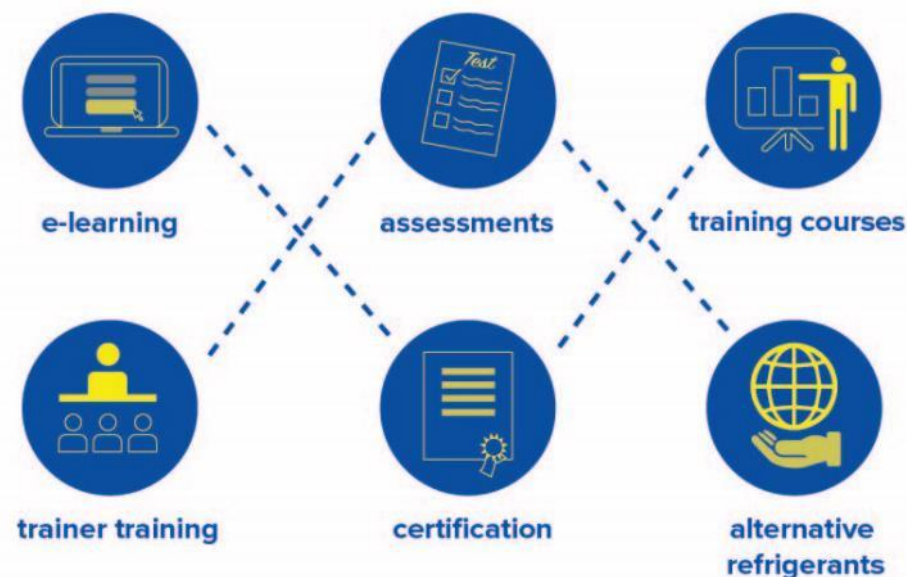 Test
e-learning
assessments
training courses
trainer training
certification
alternative
refrigerants